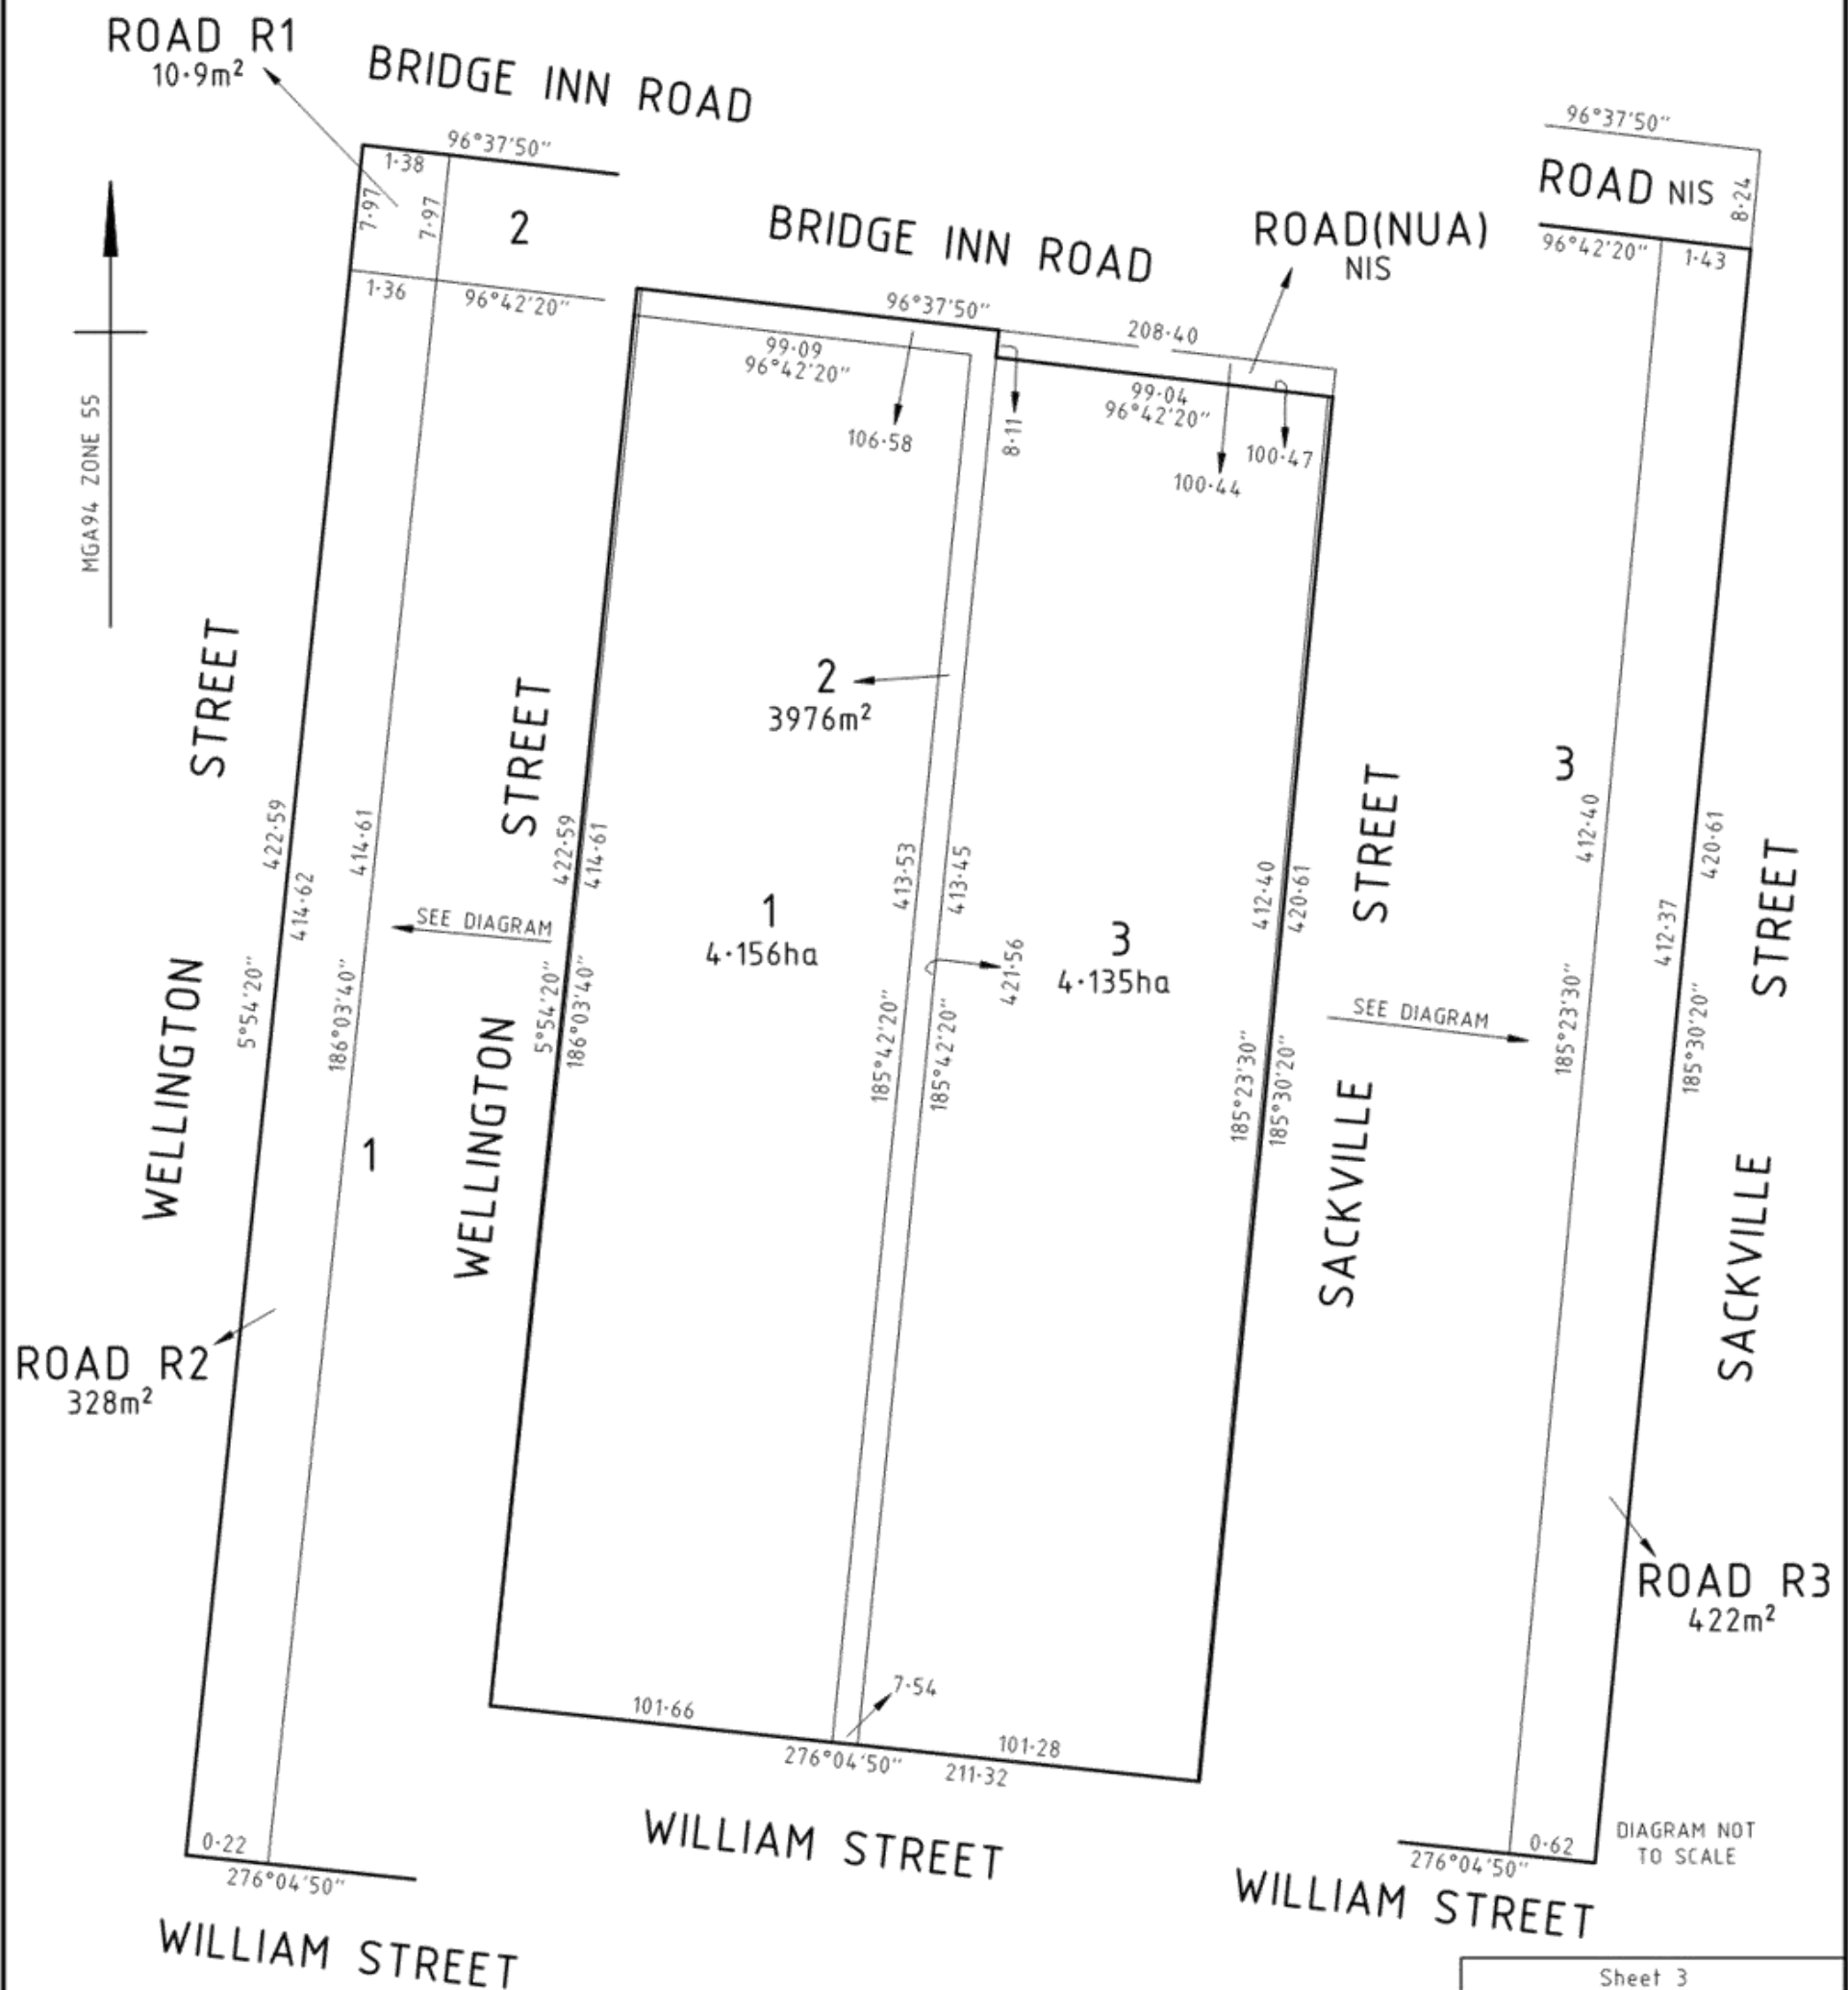 ROAD R1
10·9m²
BRIDGE INN ROAD
96°37'50"
1·38
7·97
7·97
2
1·36
96°42'20"
BRIDGE INN ROAD
96°37'50"
208·40
ROAD(NUA)
NIS
96°37'50"
ROAD NIS
8·24
96°42'20"
1·43
99·09
96°42'20"
106·58
8·11
99·04
96°42'20"
100·44
100·47
MGA94 ZONE 55
WELLINGTON STREET
422·59
414·62
5°54'20"
414·61
186°03'40"
SEE DIAGRAM
1
WELLINGTON STREET
422·59
414·61
5°54'20"
186°03'40"
2
3976m²
1
4·156ha
413·53
413·45
185°42'20"
185°42'20"
421·56
3
4·135ha
412·40
420·61
185°23'30"
185°30'20"
SACKVILLE STREET
SEE DIAGRAM
3
412·40
185°23'30"
412·37
420·61
185°30'20"
SACKVILLE STREET
ROAD R2
328m²
ROAD R3
422m²
101·66
7·54
276°04'50"
101·28
211·32
WILLIAM STREET
0·22
276°04'50"
WILLIAM STREET
0·62
276°04'50"
WILLIAM STREET
DIAGRAM NOT
TO SCALE
Sheet 3